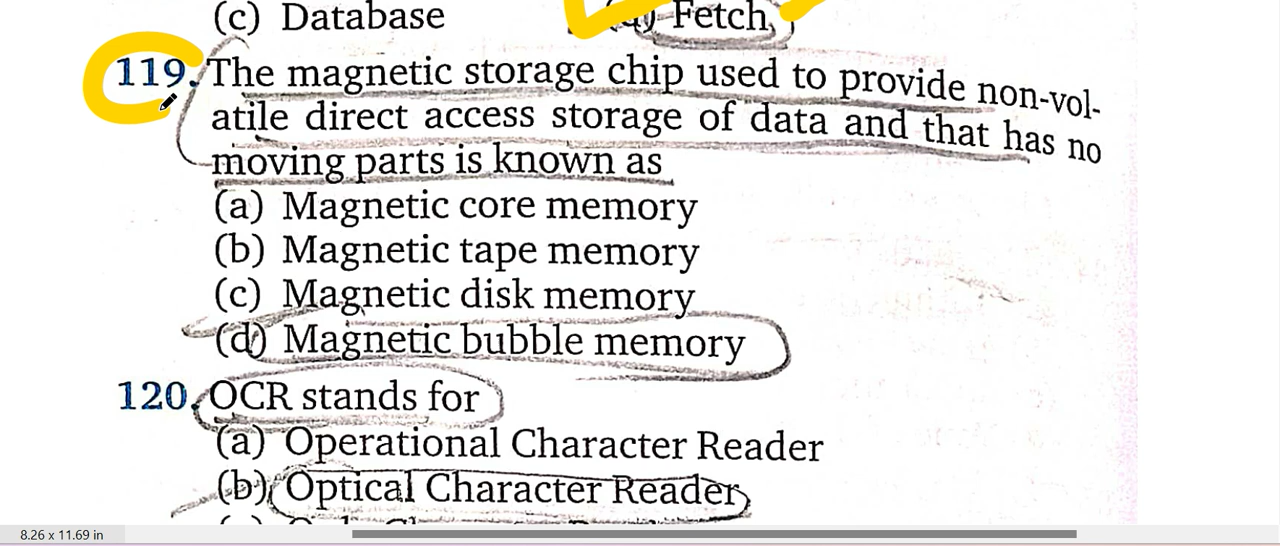 (c) Database (d) Fetch
119. The magnetic storage chip used to provide non-vol-
atile direct access storage of data and that has no
moving parts is known as
(a) Magnetic core memory
(b) Magnetic tape memory
(c) Magnetic disk memory
(d) Magnetic bubble memory
120. OCR stands for
(a) Operational Character Reader
(b) Optical Character Reader
8.26 x 11.69 in